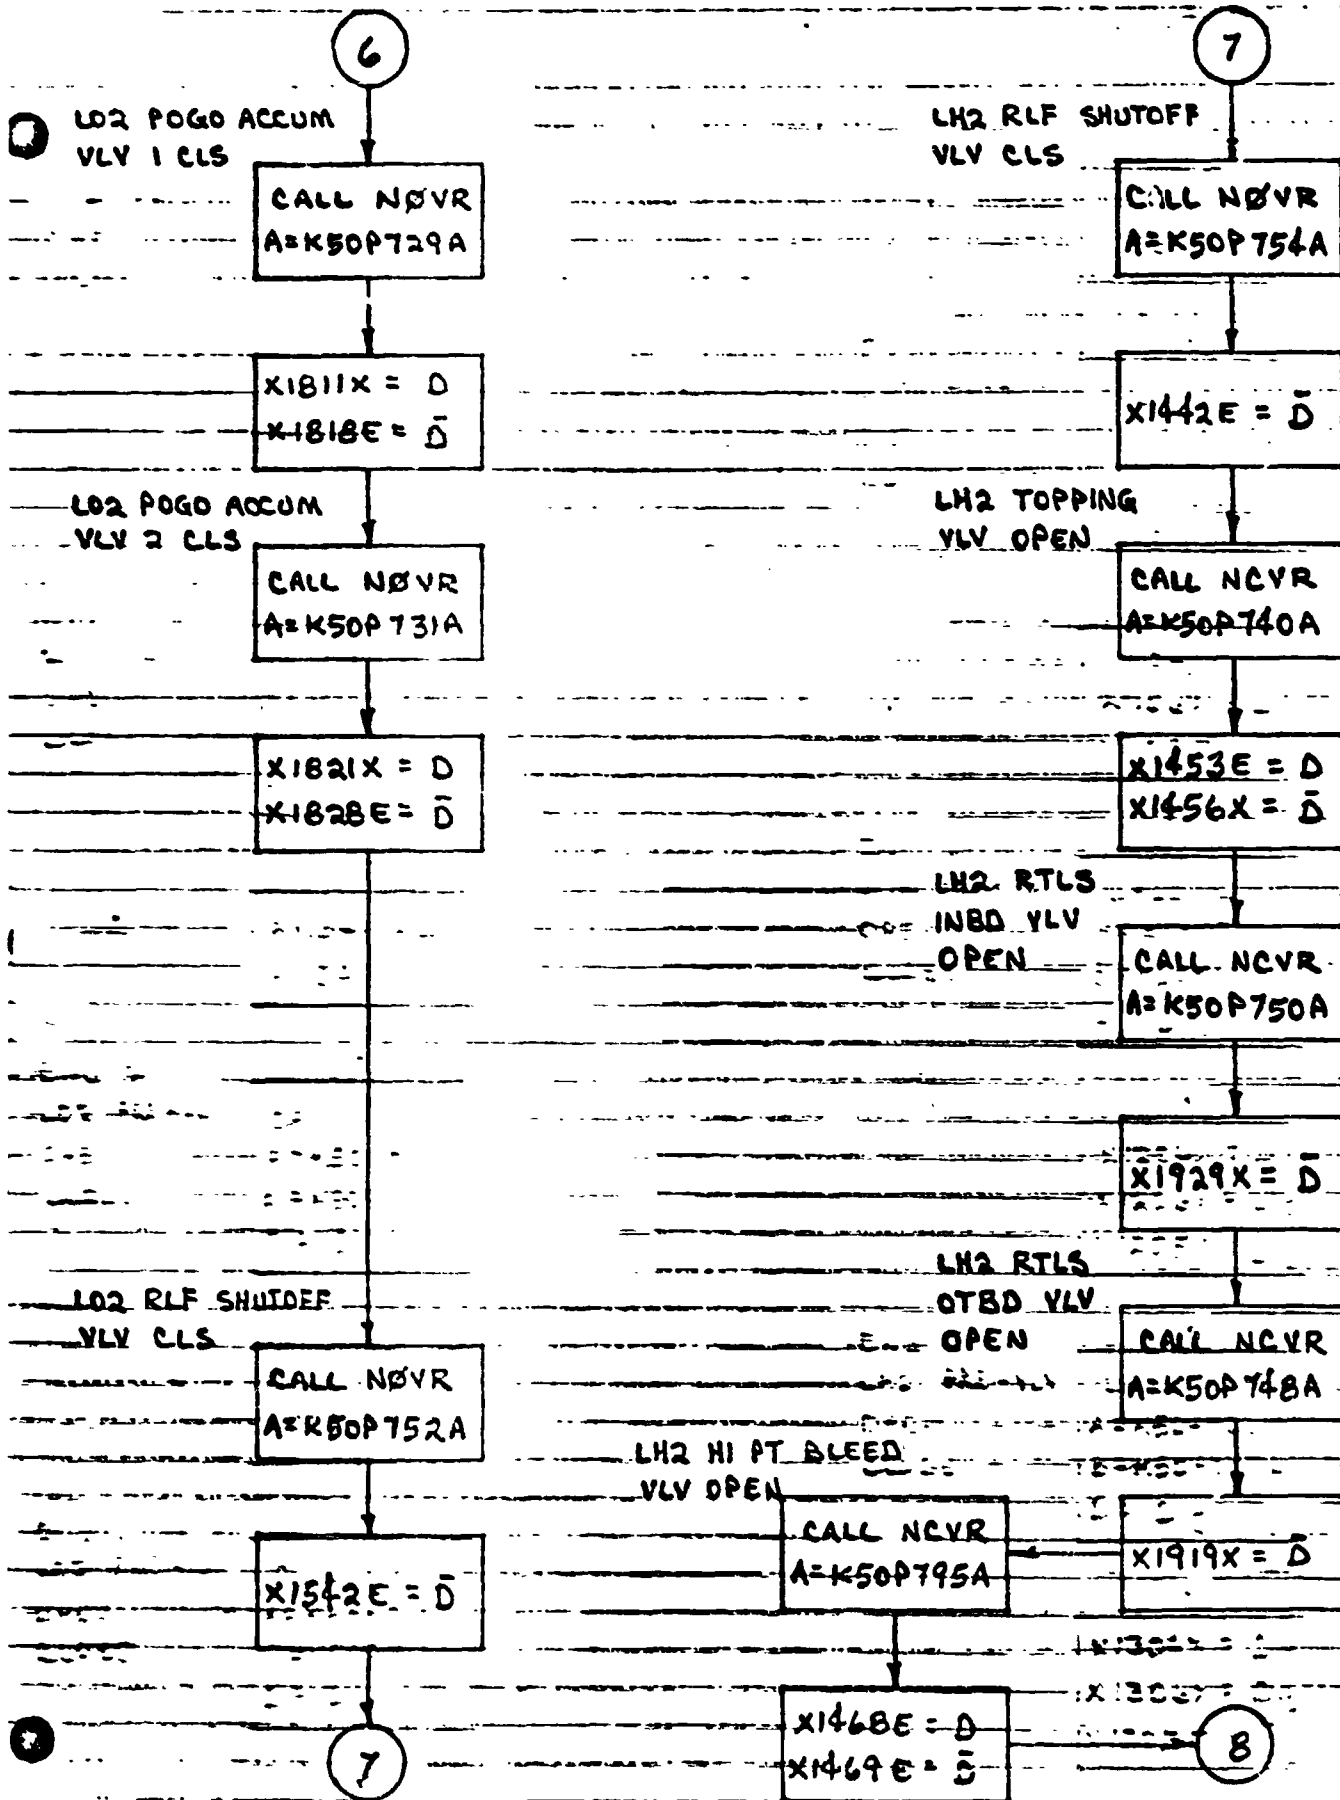 6
LO2 POGO ACCUM
VLV 1 CLS
CALL NØVR
A=K50P729A
X1811X = D
X1818E = D̄
LO2 POGO ACCUM
VLV 2 CLS
CALL NØVR
A=K50P731A
X1821X = D
X1828E = D̄
LO2 RLF SHUTOFF
VLV CLS
CALL NØVR
A=K50P752A
X1542E = D̄
7
7
LH2 RLF SHUTOFF
VLV CLS
CALL NØVR
A=K50P754A
X1442E = D̄
LH2 TOPPING
VLV OPEN
CALL NCVR
A=K50P740A
X1453E = D
X1456X = D̄
LH2 RTLS
INBD VLV
OPEN
CALL NCVR
A=K50P750A
X1929X = D̄
LH2 RTLS
OTBD VLV
OPEN
CALL NCVR
A=K50P748A
X1919X = D̄
LH2 HI PT BLEED
VLV OPEN
CALL NCVR
A=K50P795A
X1468E = D
X1469E = D̄
8